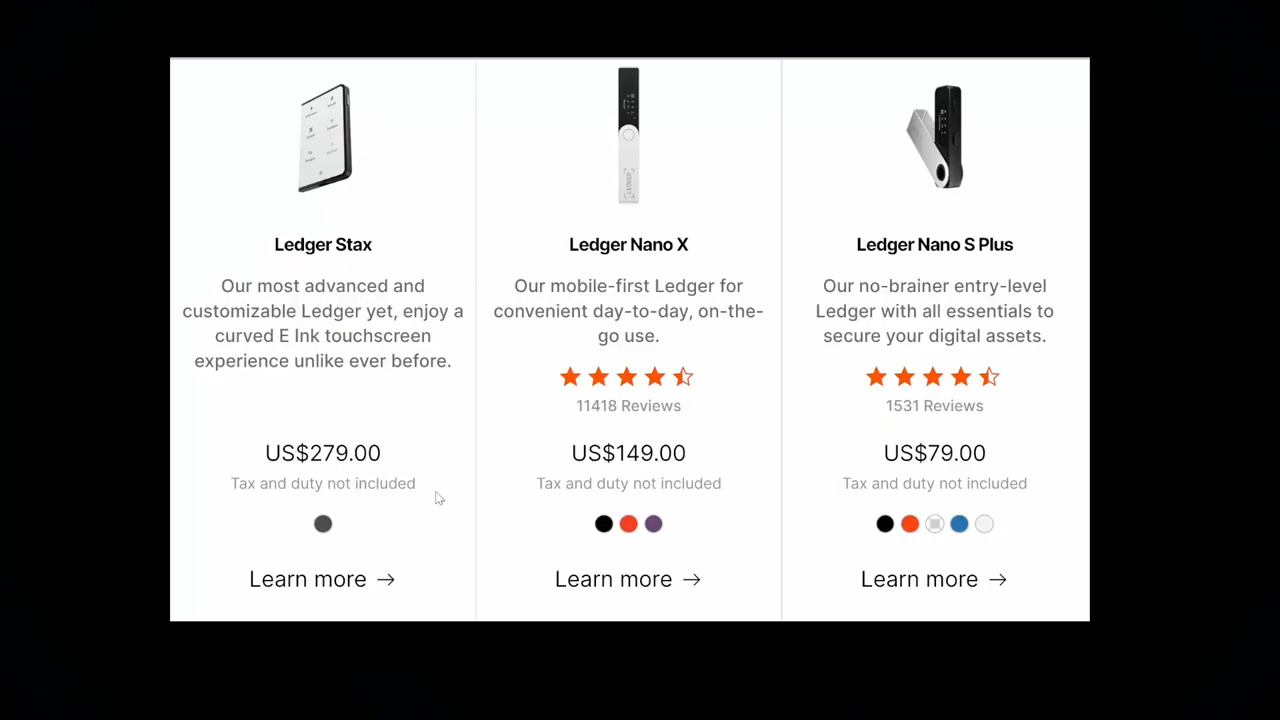 Ledger Stax
Our most advanced and
customizable Ledger yet, enjoy a
curved E Ink touchscreen
experience unlike ever before.
US$279.00
Tax and duty not included
Learn more →
Ledger Nano X
Our mobile-first Ledger for
convenient day-to-day, on-the-
go use.
11418 Reviews
US$149.00
Tax and duty not included
Learn more →
Ledger Nano S Plus
Our no-brainer entry-level
Ledger with all essentials to
secure your digital assets.
1531 Reviews
US$79.00
Tax and duty not included
Learn more →